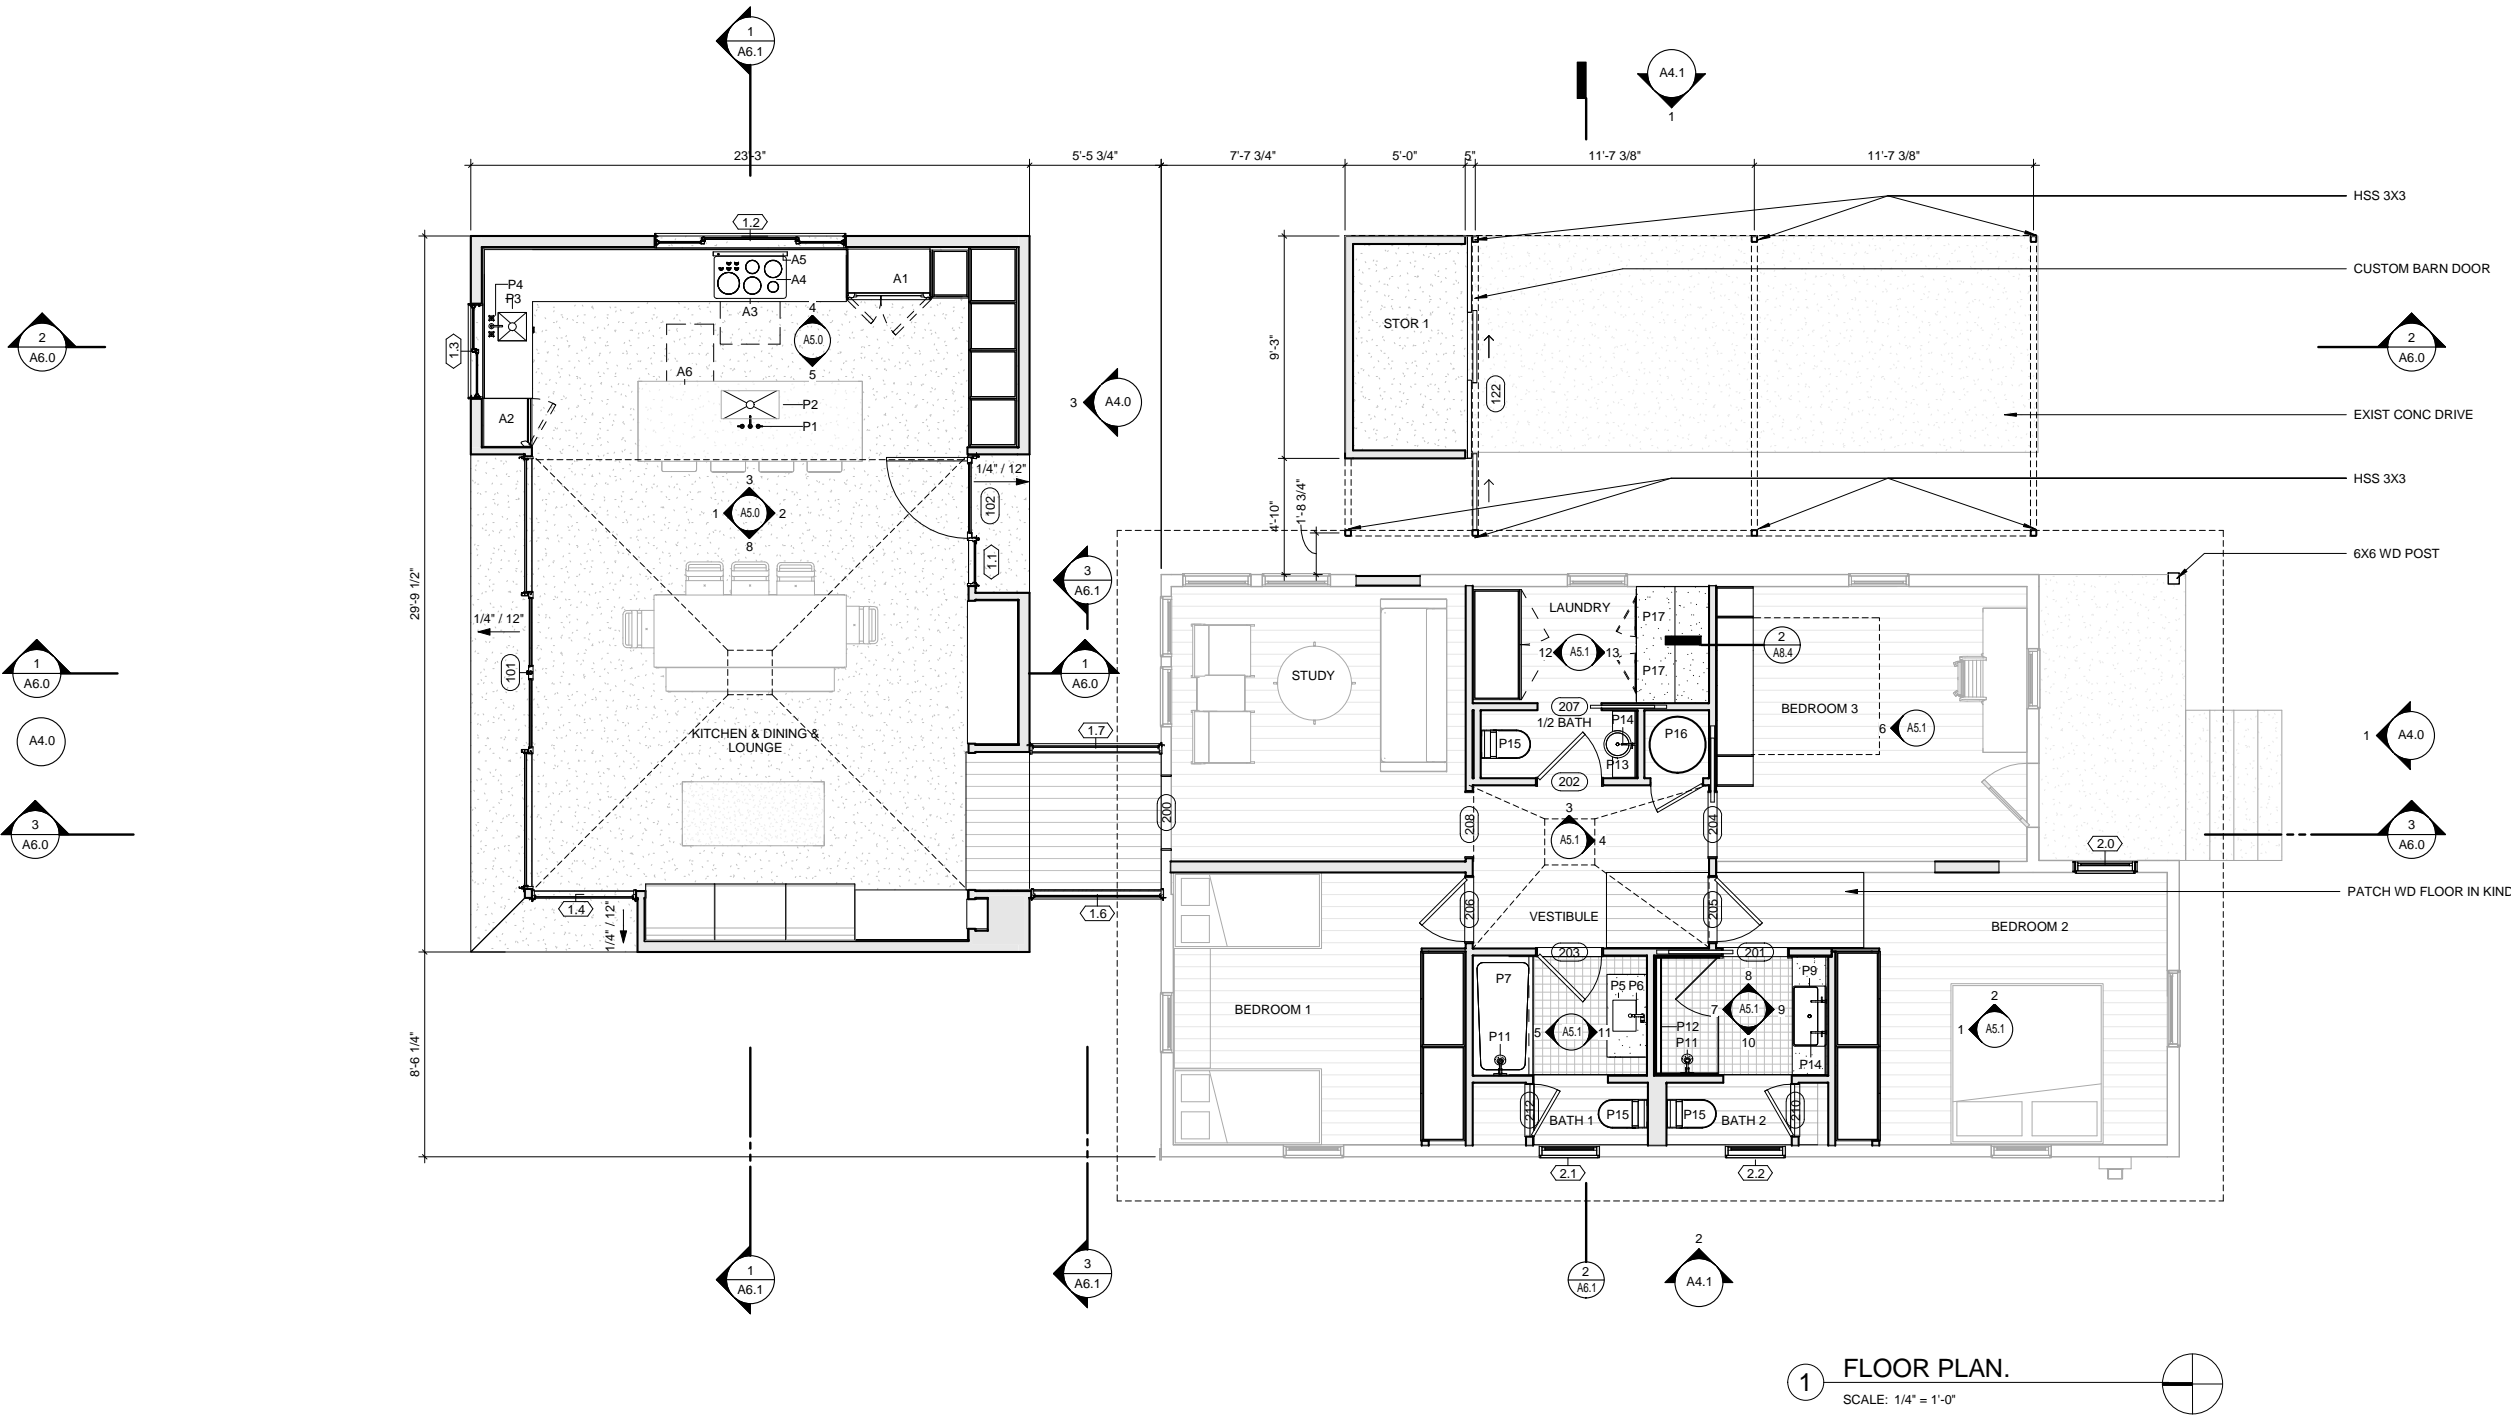 1
A6.1
A4.1
1
23'-3"
5'-5 3/4"
7'-7 3/4"
5'-0"
5"
11'-7 3/8"
11'-7 3/8"
HSS 3X3
1.2
A5
A4
A1
CUSTOM BARN DOOR
P4
P3
A3
4
A5.0
5
STOR 1
2
A6.0
1.3
9'-3"
2
A6.0
A6
A2
P2
P1
3
A4.0
122
EXIST CONC DRIVE
1/4" / 12"
HSS 3X3
3
1
A5.0
2
8
102
4'-10"
1'-8 3/4"
1.1
6X6 WD POST
3
A6.1
29'-9 1/2"
1/4" / 12"
LAUNDRY
P17
12
A5.1
13
2
A8.4
P17
1
A6.0
101
1
A6.0
STUDY
207
BEDROOM 3
1/2 BATH
P14
A4.0
KITCHEN & DINING &
LOUNGE
1.7
P15
P16
P13
6
A5.1
1
A4.0
202
3
A6.0
200
208
3
A5.1
4
204
2.0
3
A6.0
PATCH WD FLOOR IN KIND
1.4
1/4" / 12"
1.6
206
VESTIBULE
205
BEDROOM 2
203
201
P7
P5
P6
8
P9
BEDROOM 1
P11
5
A5.1
11
P12
P11
7
A5.1
9
10
P14
2
1
A5.1
8'-6 1/4"
212
BATH 1
P15
P15
BATH 2
210
2.1
2.2
1
A6.1
3
A6.1
2
A6.1
2
A4.1
1
FLOOR PLAN.
SCALE: 1/4" = 1'-0"